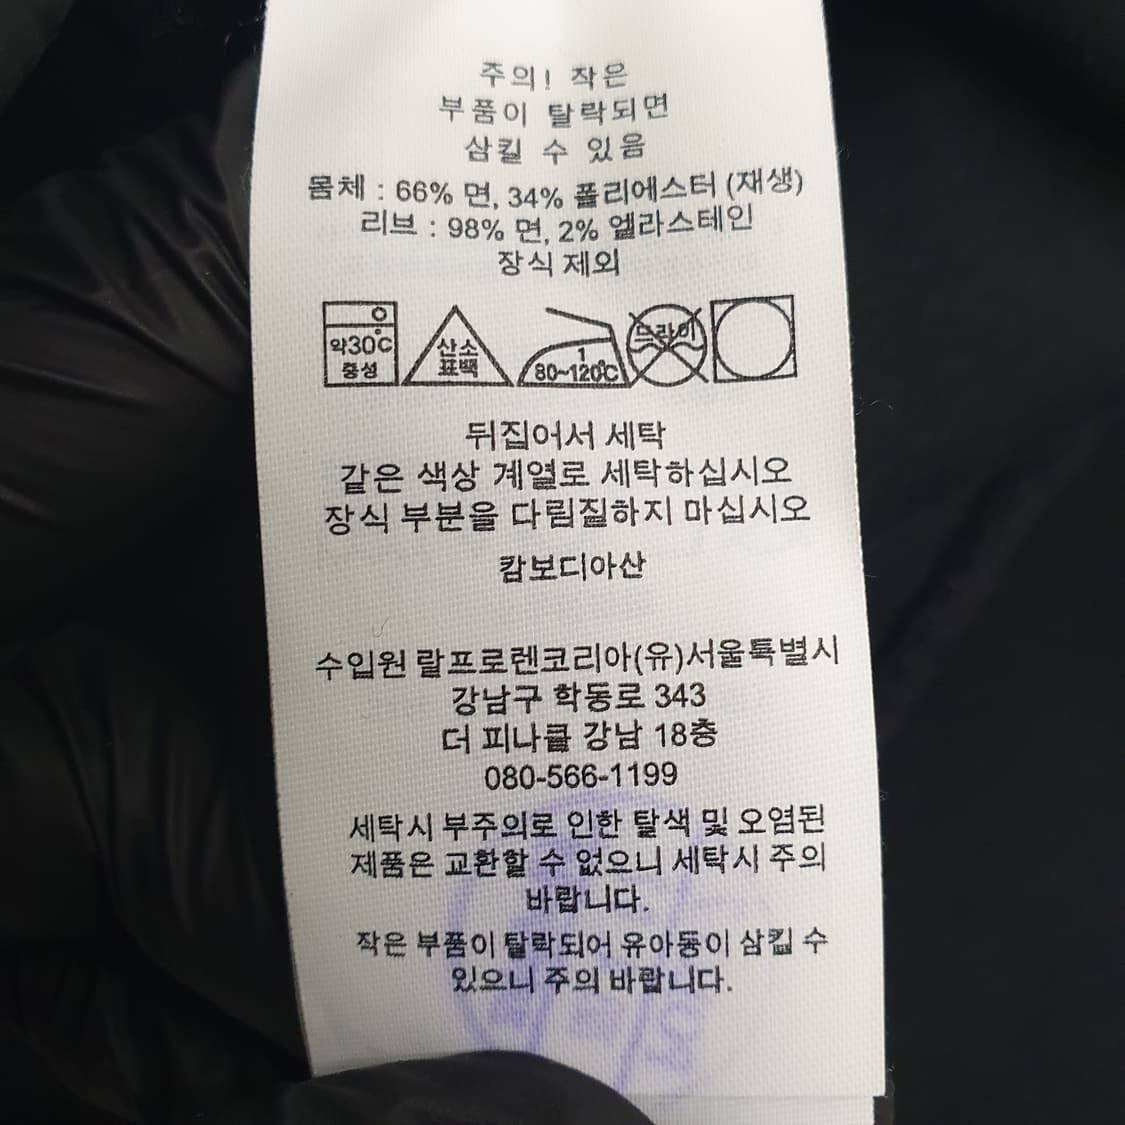 주의! 작은
부품이 탈락되면
삼킬 수 있음
몸체 : 66% 면, 34% 폴리에스터 (재생)
리브 : 98% 면, 2% 엘라스테인
장식 제외
약30℃
중성
산소
표백
1
80~120℃
드라이
뒤집어서 세탁
같은 색상 계열로 세탁하십시오
장식 부분을 다림질하지 마십시오
캄보디아산
수입원 랄프로렌코리아(유)서울특별시
강남구 학동로 343
더 피나클 강남 18층
080-566-1199
세탁시 부주의로 인한 탈색 및 오염된
제품은 교환할 수 없으니 세탁시 주의
바랍니다.
작은 부품이 탈락되어 유아동이 삼킬 수
있으니 주의 바랍니다.